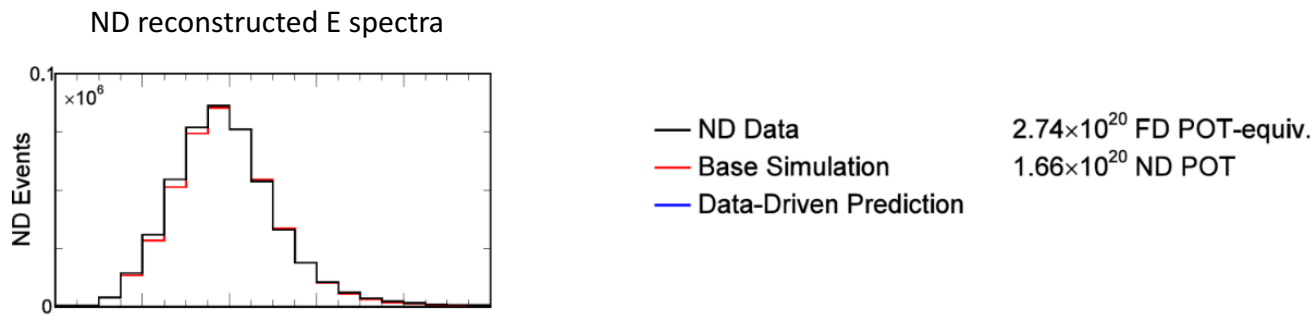 ND reconstructed E spectra
0.1
×10⁶
ND Events
0
ND Data 2.74×10²⁰ FD POT-equiv.
Base Simulation 1.66×10²⁰ ND POT
Data-Driven Prediction